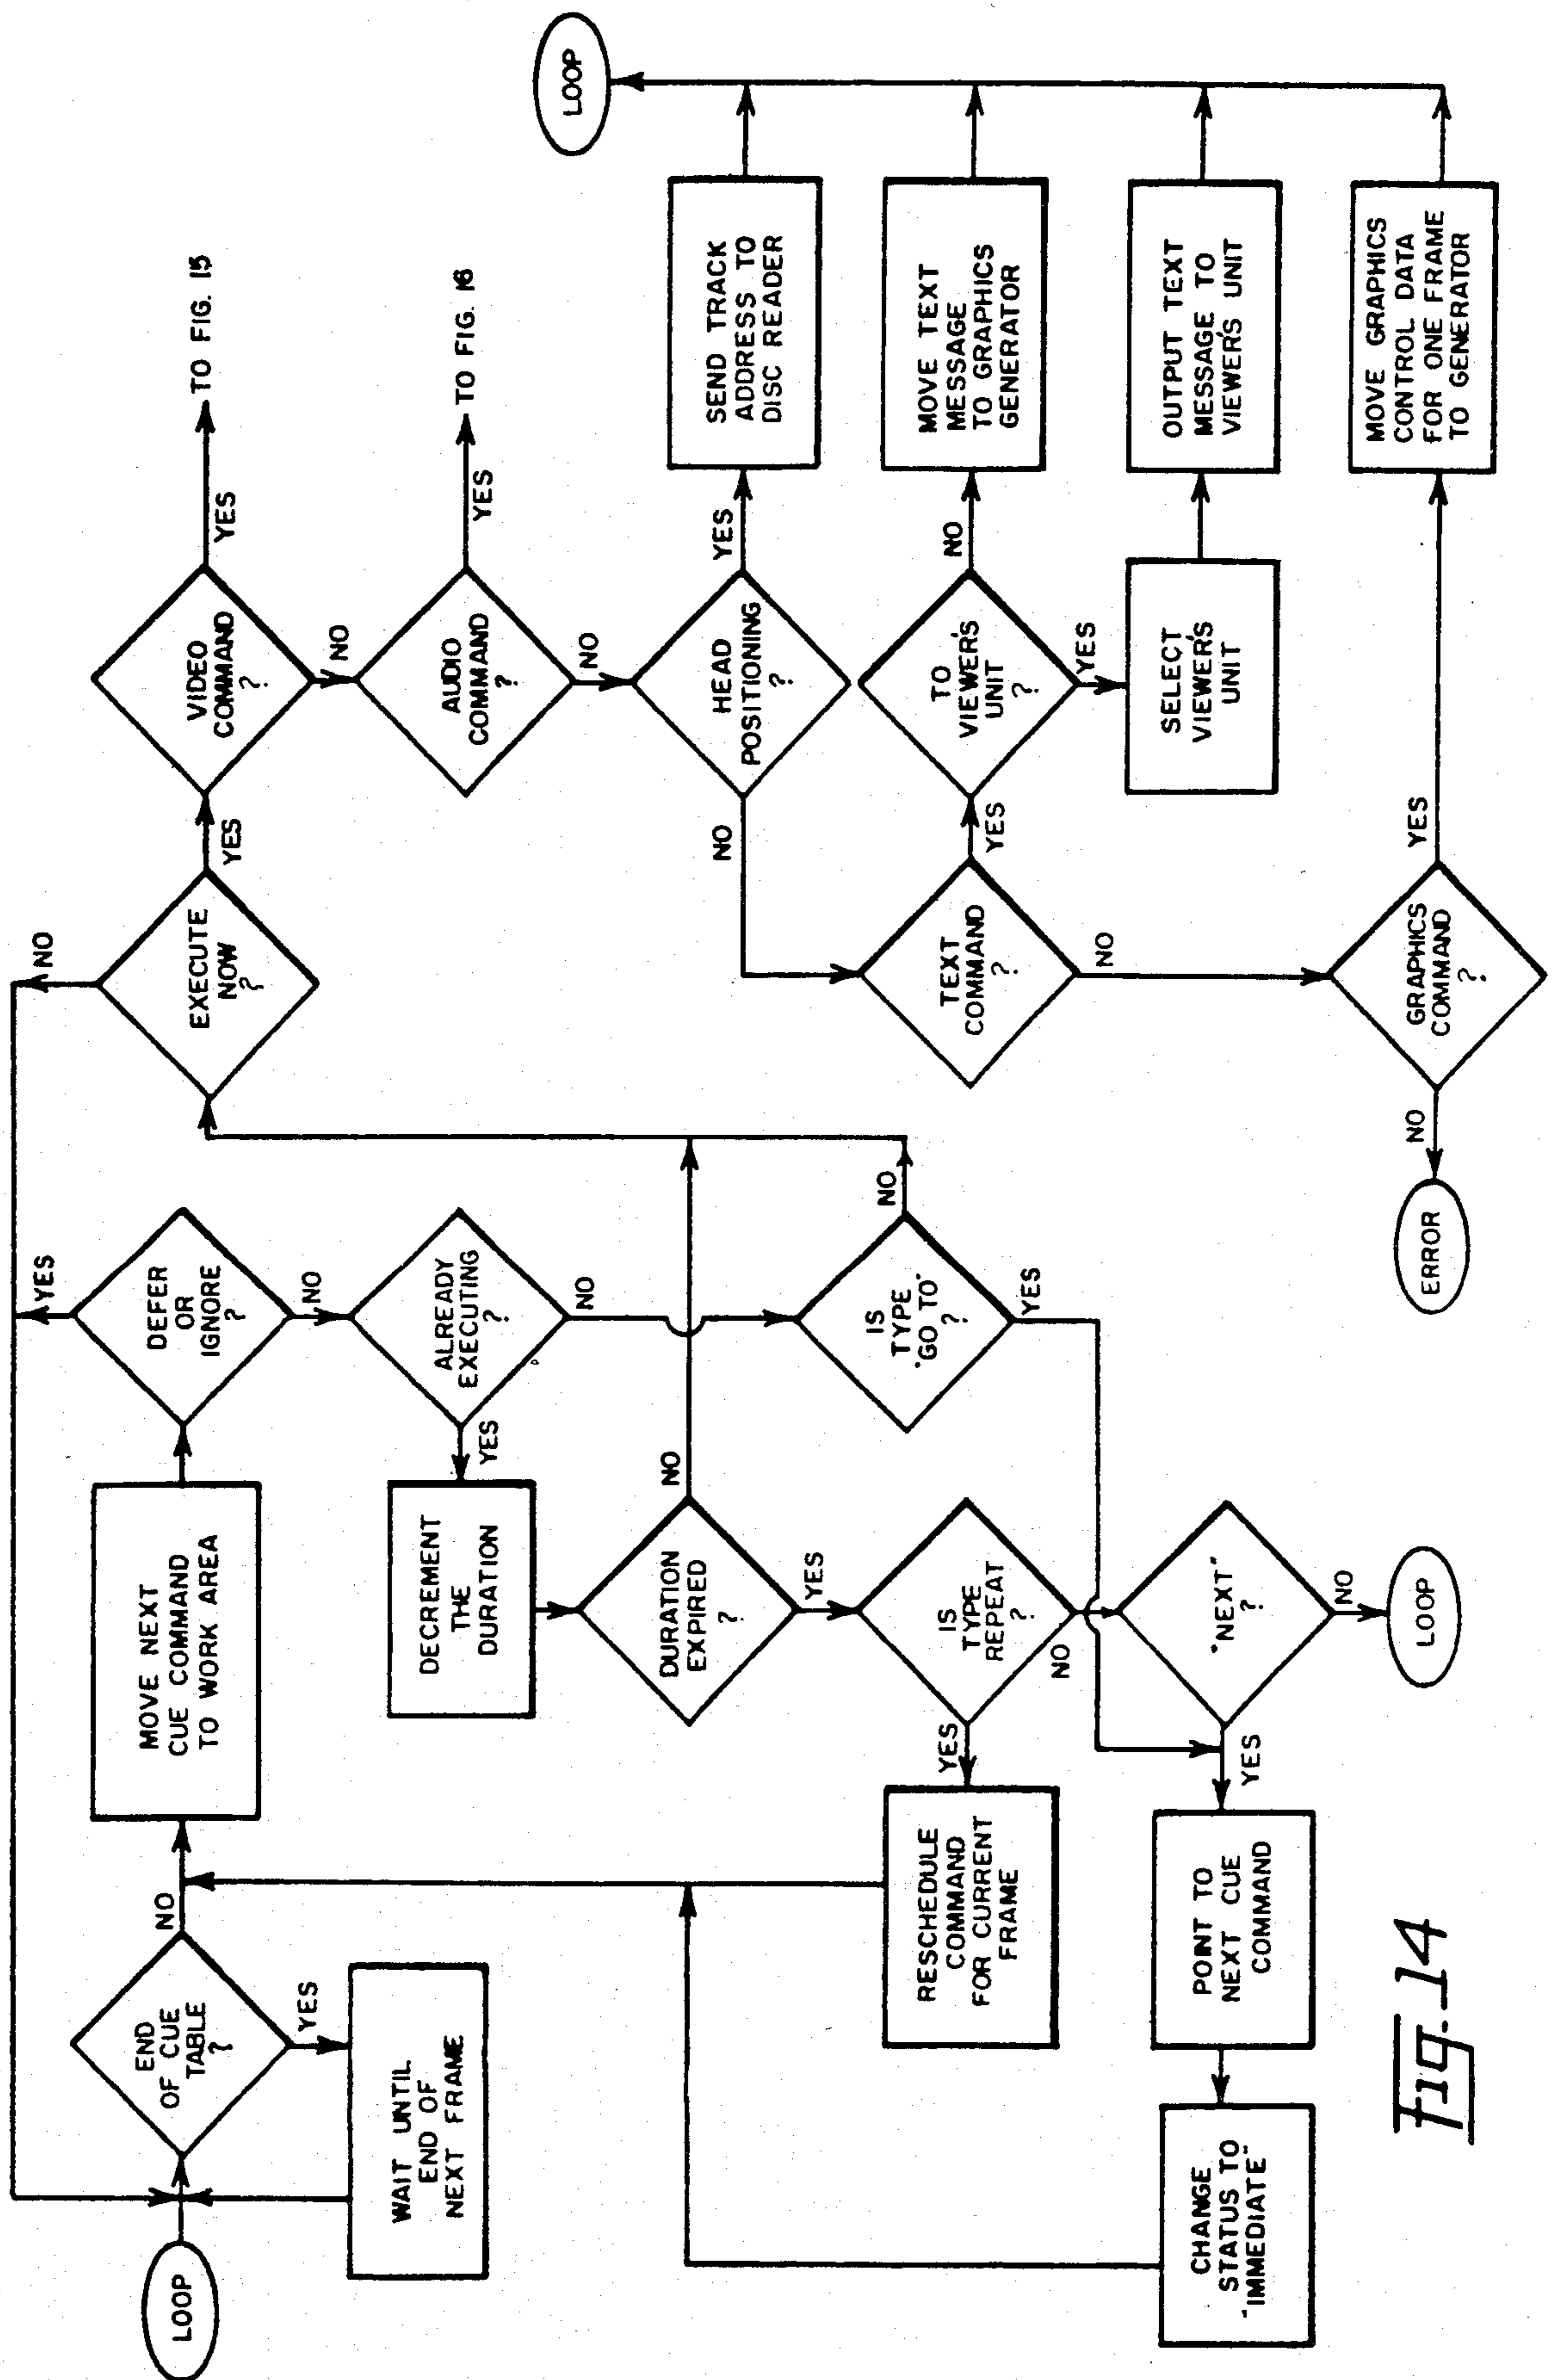 LOOP
END
OF CUE
TABLE
?
NO
YES
WAIT UNTIL
END OF
NEXT FRAME
MOVE NEXT
CUE COMMAND
TO WORK AREA
DEFER
OR
IGNORE
?
YES
NO
ALREADY
EXECUTING
?
YES
NO
DECREMENT
THE
DURATION
DURATION
EXPIRED
?
NO
YES
IS
TYPE
REPEAT
?
YES
NO
RESCHEDULE
COMMAND
FOR CURRENT
FRAME
IS
TYPE
"GO TO"
?
NO
YES
"NEXT"
?
YES
NO
LOOP
POINT TO
NEXT CUE
COMMAND
CHANGE
STATUS TO
"IMMEDIATE"
EXECUTE
NOW
?
NO
YES
VIDEO
COMMAND
?
YES
TO FIG. 15
NO
AUDIO
COMMAND
?
YES
TO FIG. 16
NO
HEAD
POSITIONING
?
YES
SEND TRACK
ADDRESS TO
DISC READER
LOOP
NO
TEXT
COMMAND
?
YES
TO
VIEWER'S
UNIT
?
NO
MOVE TEXT
MESSAGE
TO GRAPHICS
GENERATOR
YES
SELECT
VIEWER'S
UNIT
OUTPUT TEXT
MESSAGE TO
VIEWER'S UNIT
NO
GRAPHICS
COMMAND
?
YES
MOVE GRAPHICS
CONTROL DATA
FOR ONE FRAME
TO GENERATOR
NO
ERROR
Fig. 14